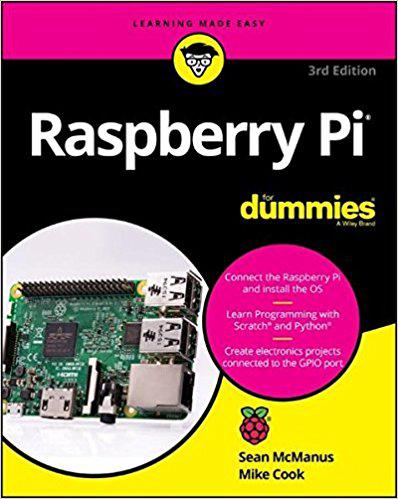 LEARNING MADE EASY
3rd Edition
Raspberry Pi®
for
dummies®
A Wiley Brand
Connect the Raspberry Pi
and install the OS
Learn Programming with
Scratch® and Python®
Create electronics projects
connected to the GPIO port
HDMI
Sean McManus
Mike Cook